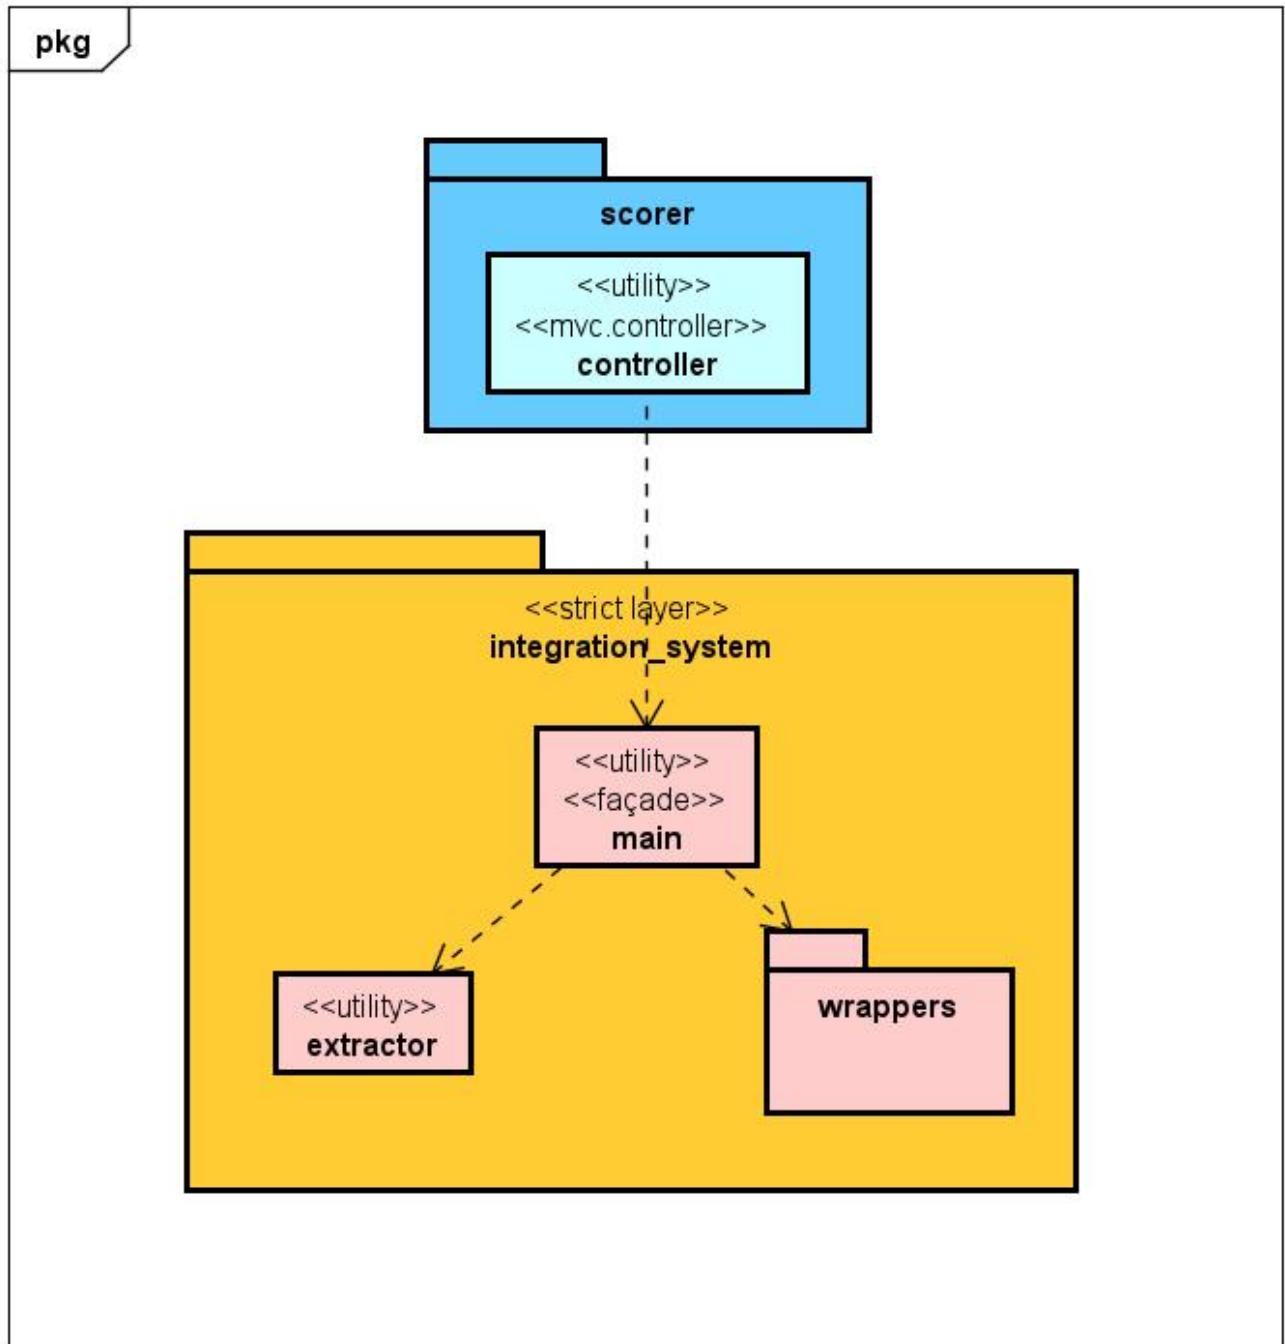 pkg
scorer
<<utility>>
<<mvc.controller>>
controller
<<strict layer>>
integration_system
<<utility>>
<<façade>>
main
<<utility>>
extractor
wrappers